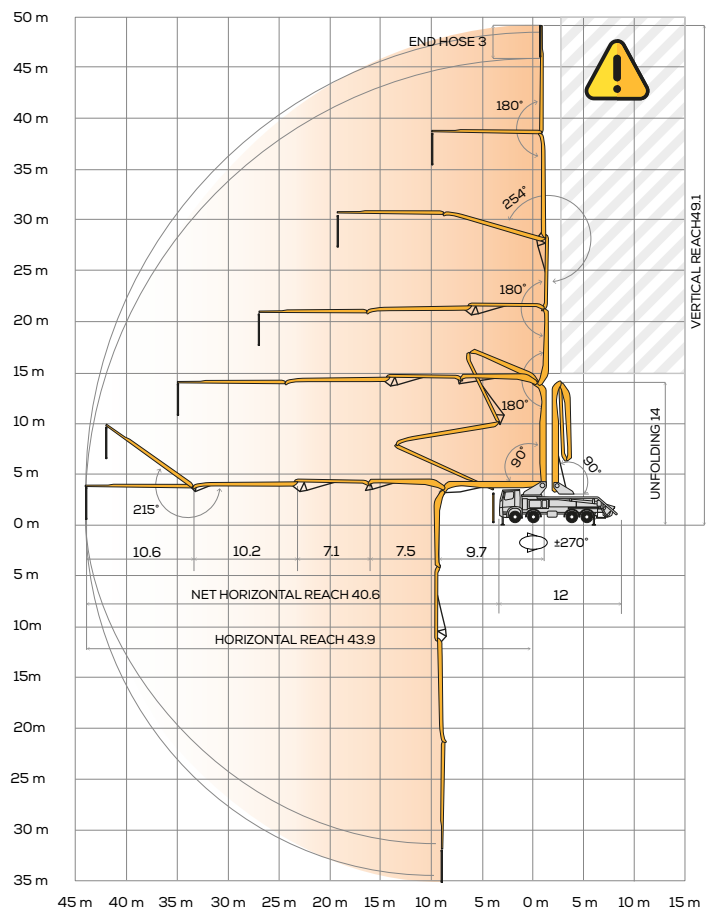 50 m
END HOSE 3
45 m
180°
40 m
35 m
254°
30 m
VERTICAL REACH49.1
25 m
180°
20 m
15 m
180°
10 m
UNFOLDING 14
90°
90°
5 m
215°
0 m
±270°
10.6 10.2 7.1 7.5 9.7
5 m
NET HORIZONTAL REACH 40.6
12
10m
HORIZONTAL REACH 43.9
15m
20m
25 m
30 m
35 m
45 m 40 m 35 m 30 m 25 m 20 m 15 m 10 m 5 m 0 m 5 m 10 m 15 m